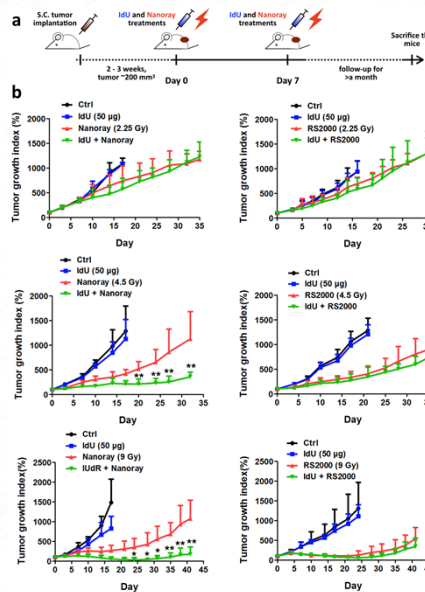 a
S.C. tumor
implantation
IdU and Nanoray
treatments
IdU and Nanoray
treatments
Sacrifice t
mice
2 - 3 weeks,
tumor ~200 mm³
Day 0
Day 7
follow-up for
>a month
b
Ctrl
IdU (50 µg)
Nanoray (2.25 Gy)
IdU + Nanoray
Tumor growth index (%)
2000
1500
1000
500
0
0 5 10 15 20 25 30 35
Day
Ctrl
IdU (50 µg)
RS2000 (2.25 Gy)
IdU + RS2000
Tumor growth index (%)
2000
1500
1000
500
0
0 5 10 15 20 25
Day
Ctrl
IdU (50 µg)
Nanoray (4.5 Gy)
IdU + Nanoray
Tumor growth index(%)
2000
1500
1000
500
0
** ** ** **
0 5 10 15 20 25 30 35
Day
Ctrl
IdU (50 µg)
RS2000 (4.5 Gy)
IdU + RS2000
Tumor growth index (%)
2000
1500
1000
500
0
0 5 10 15 20 25 30
Day
Ctrl
IdU (50 µg)
Nanoray (9 Gy)
IUdR + Nanoray
Tumor growth index(%)
2500
2000
1500
1000
500
0
* * * ** ** **
0 5 10 15 20 25 30 35 40 45
Day
Ctrl
IdU (50 µg)
RS2000 (9 Gy)
IdU + RS2000
Tumor growth index (%)
2500
2000
1500
1000
500
0
0 5 10 15 20 25 30 35 40
Day